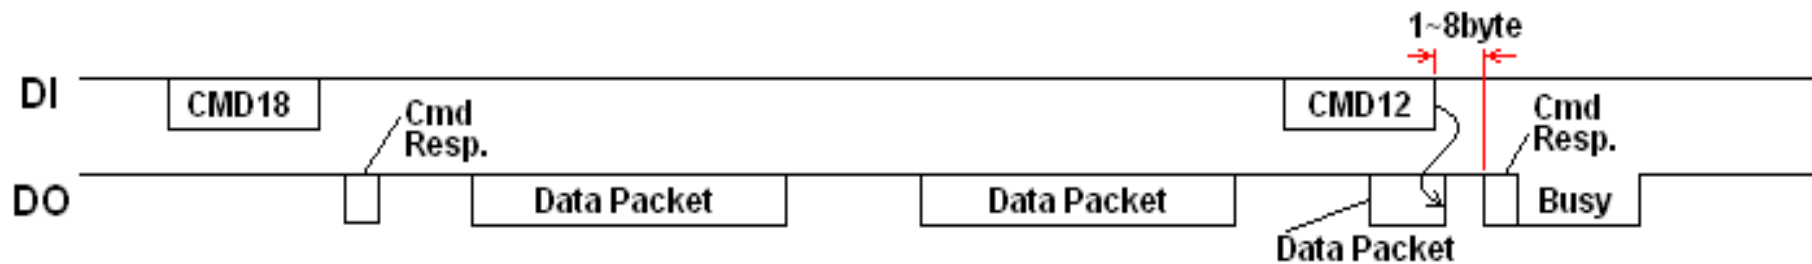 1~8byte
DI
CMD18
Cmd
Resp.
CMD12
Cmd
Resp.
DO
Data Packet
Data Packet
Busy
Data Packet